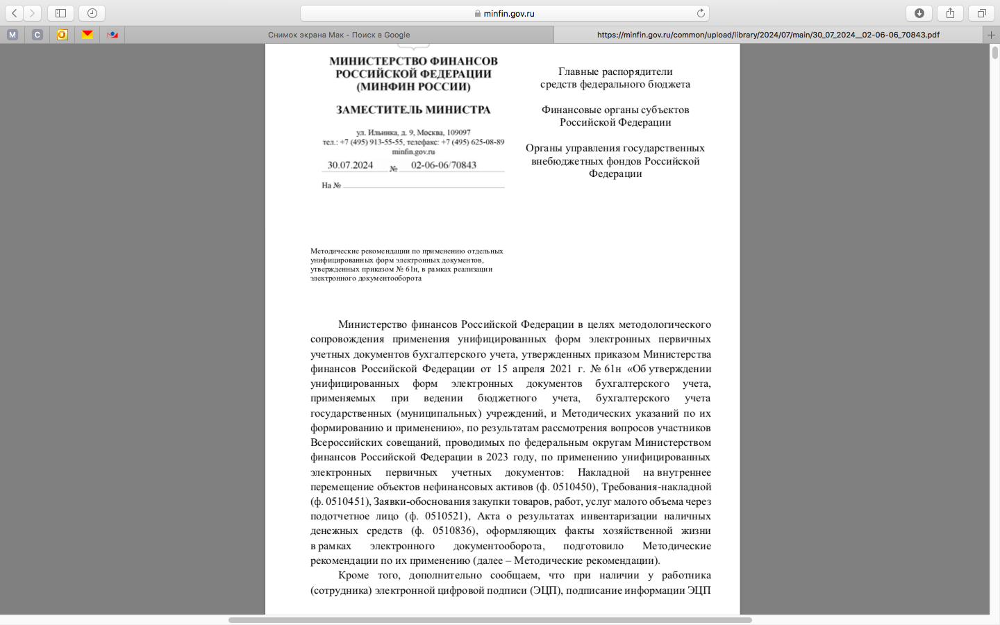 minfin.gov.ru
M
C
Снимок экрана Мак - Поиск в Google
https://minfin.gov.ru/common/upload/library/2024/07/main/30_07_2024__02-06-06_70843.pdf
МИНИСТЕРСТВО ФИНАНСОВ
РОССИЙСКОЙ ФЕДЕРАЦИИ
(МИНФИН РОССИИ)
ЗАМЕСТИТЕЛЬ МИНИСТРА
ул. Ильинка, д. 9, Москва, 109097
тел.: +7 (495) 913-55-55, телефакс: +7 (495) 625-08-89
minfin.gov.ru
30.07.2024 № 02-06-06/70843
На №
Главные распорядители
средств федерального бюджета
Финансовые органы субъектов
Российской Федерации
Органы управления государственных
внебюджетных фондов Российской
Федерации
Методические рекомендации по применению отдельных
унифицированных форм электронных документов,
утвержденных приказом № 61н, в рамках реализации
электронного документооборота
Министерство финансов Российской Федерации в целях методологического
сопровождения применения унифицированных форм электронных первичных
учетных документов бухгалтерского учета, утвержденных приказом Министерства
финансов Российской Федерации от 15 апреля 2021 г. № 61н «Об утверждении
унифицированных форм электронных документов бухгалтерского учета,
применяемых при ведении бюджетного учета, бухгалтерского учета
государственных (муниципальных) учреждений, и Методических указаний по их
формированию и применению», по результатам рассмотрения вопросов участников
Всероссийских совещаний, проводимых по федеральным округам Министерством
финансов Российской Федерации в 2023 году, по применению унифицированных
электронных первичных учетных документов: Накладной на внутреннее
перемещение объектов нефинансовых активов (ф. 0510450), Требования-накладной
(ф. 0510451), Заявки-обоснования закупки товаров, работ, услуг малого объема через
подотчетное лицо (ф. 0510521), Акта о результатах инвентаризации наличных
денежных средств (ф. 0510836), оформляющих факты хозяйственной жизни
в рамках электронного документооборота, подготовило Методические
рекомендации по их применению (далее – Методические рекомендации).
Кроме того, дополнительно сообщаем, что при наличии у работника
(сотрудника) электронной цифровой подписи (ЭЦП), подписание информации ЭЦП